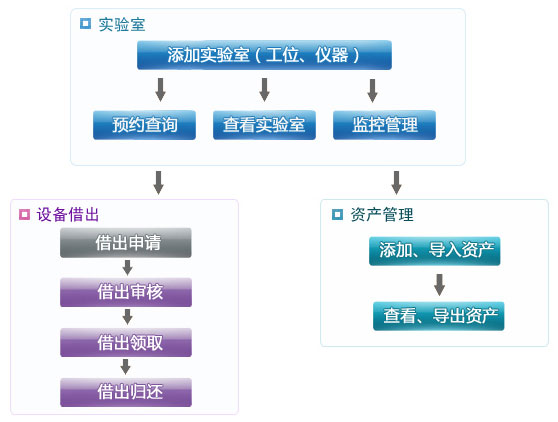 实验室
添加实验室（工位、仪器）
预约查询
查看实验室
监控管理
设备借出
借出申请
借出审核
借出领取
借出归还
资产管理
添加、导入资产
查看、导出资产